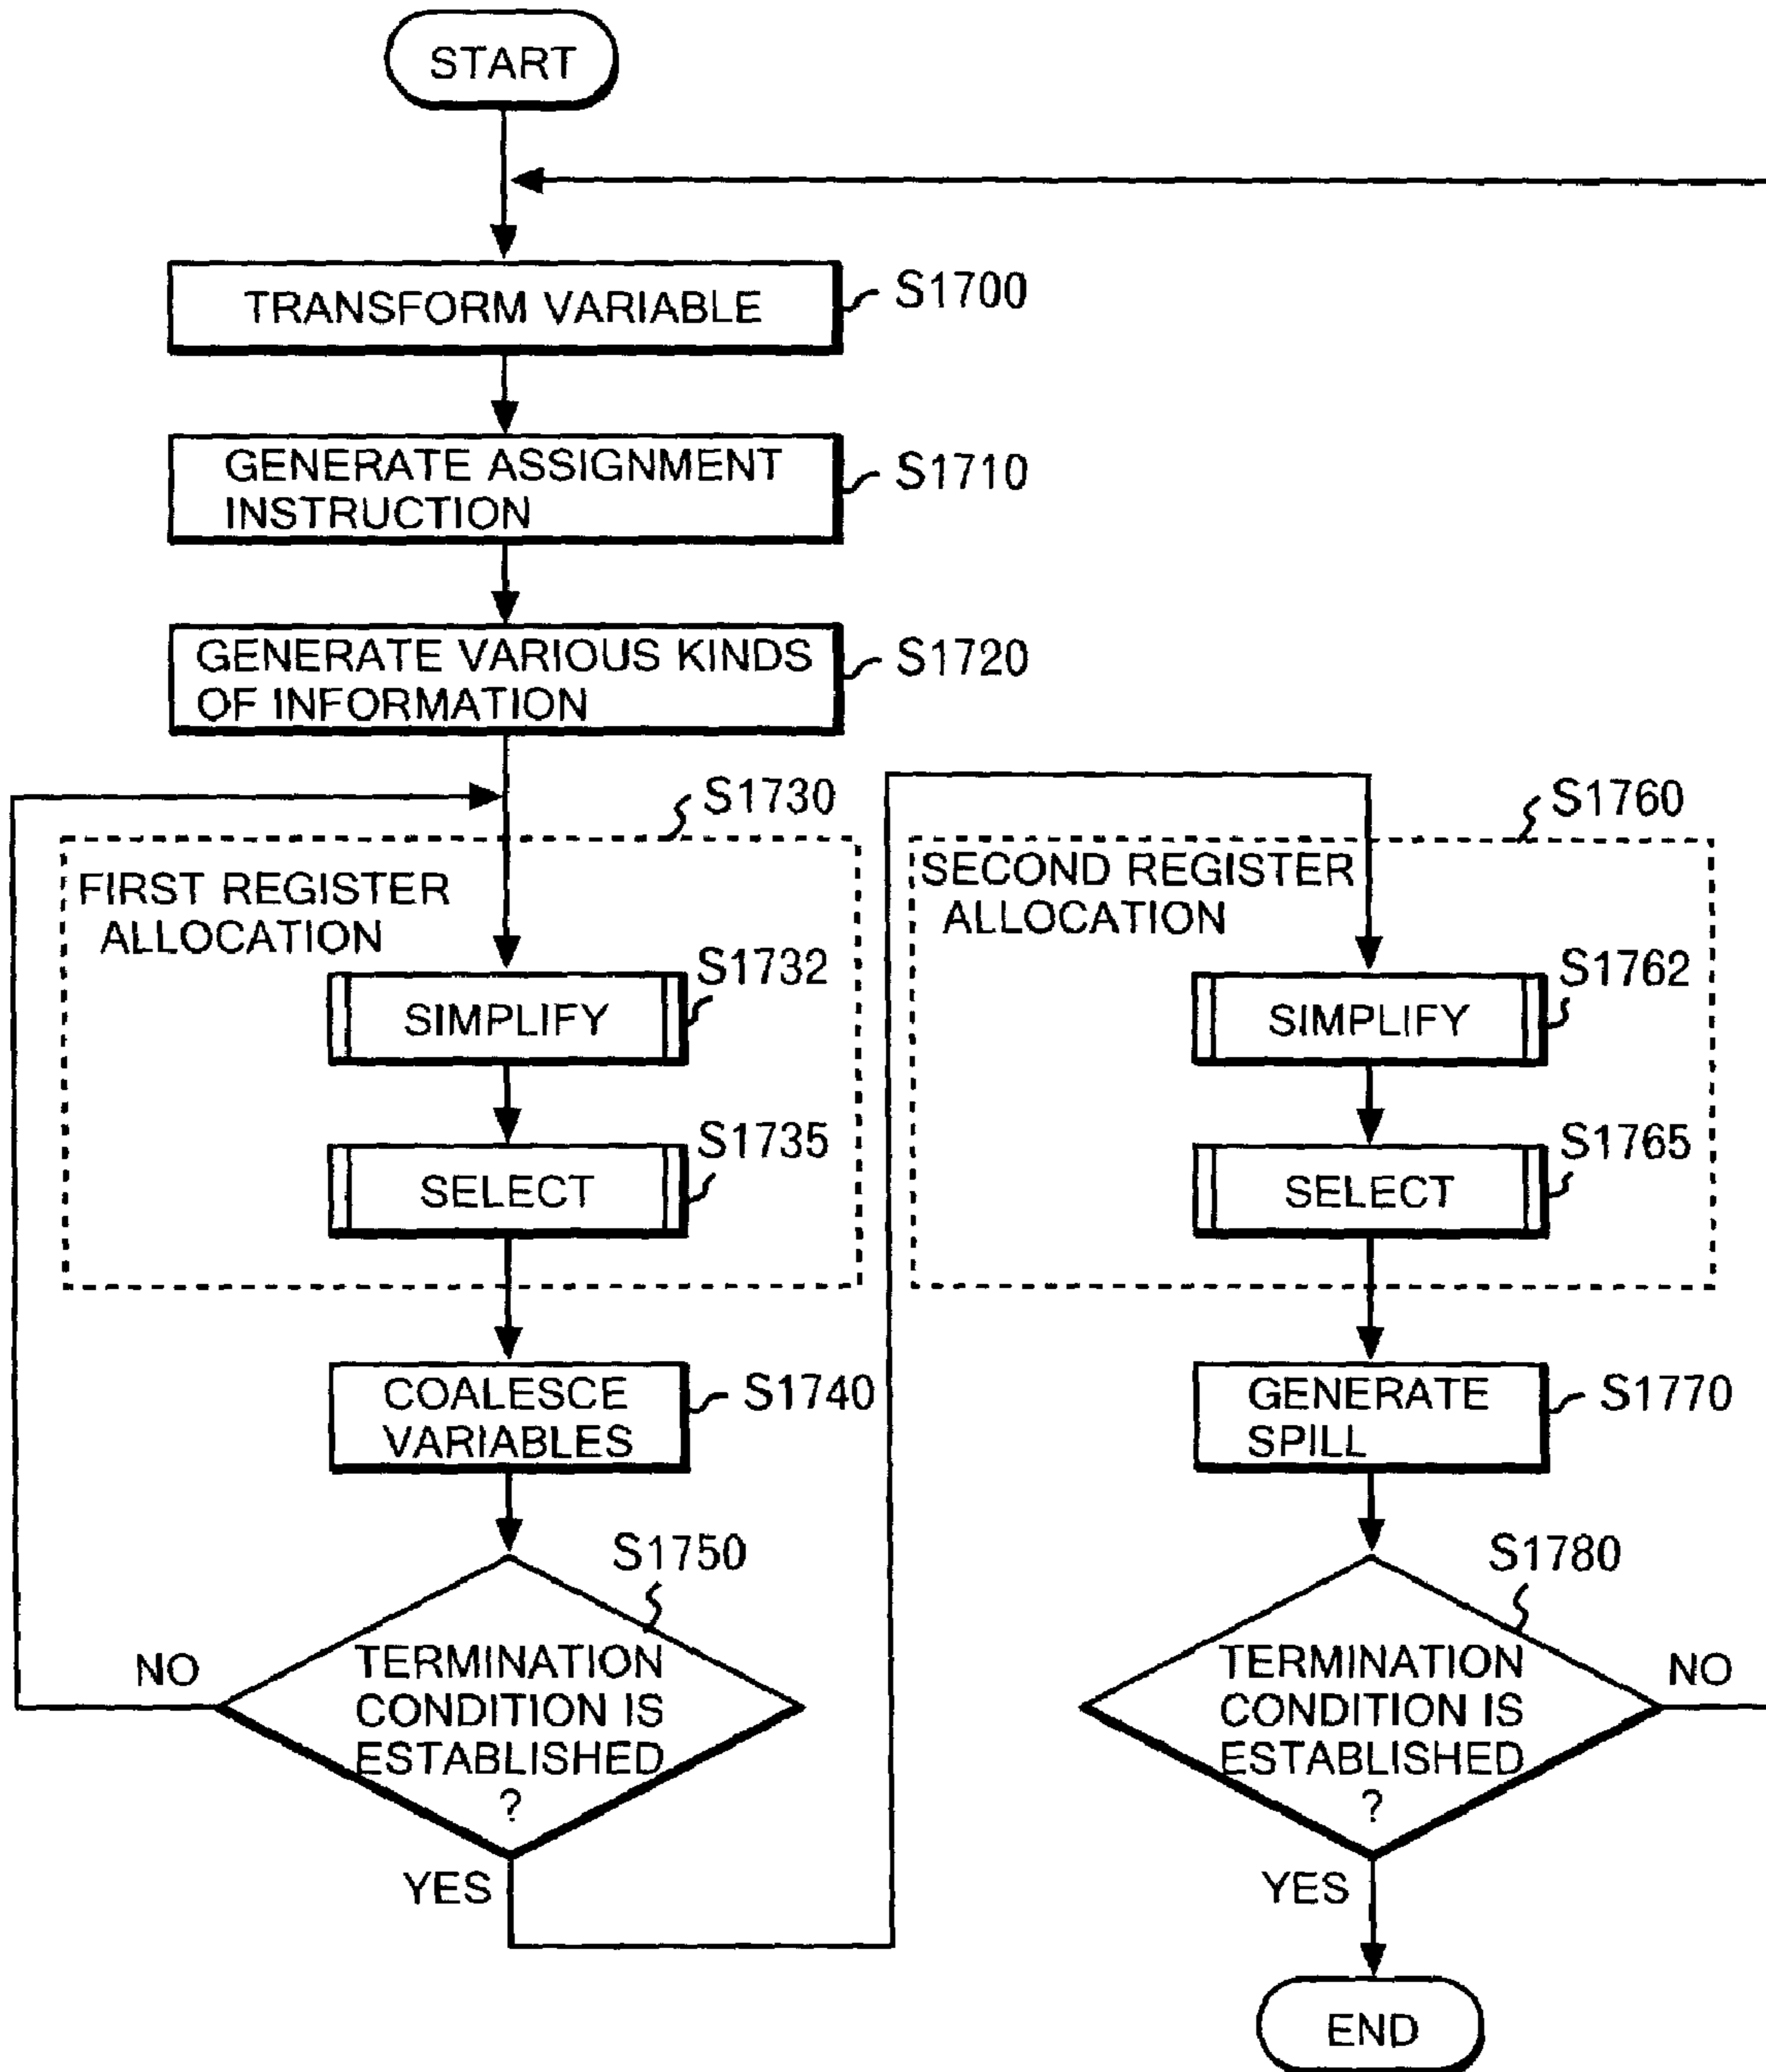 START
TRANSFORM VARIABLE
S1700
GENERATE ASSIGNMENT
INSTRUCTION
S1710
GENERATE VARIOUS KINDS
OF INFORMATION
S1720
S1730
FIRST REGISTER
ALLOCATION
S1732
SIMPLIFY
S1735
SELECT
COALESCE
VARIABLES
S1740
S1750
TERMINATION
CONDITION IS
ESTABLISHED
?
NO
YES
S1760
SECOND REGISTER
ALLOCATION
S1762
SIMPLIFY
S1765
SELECT
GENERATE
SPILL
S1770
S1780
TERMINATION
CONDITION IS
ESTABLISHED
?
NO
YES
END